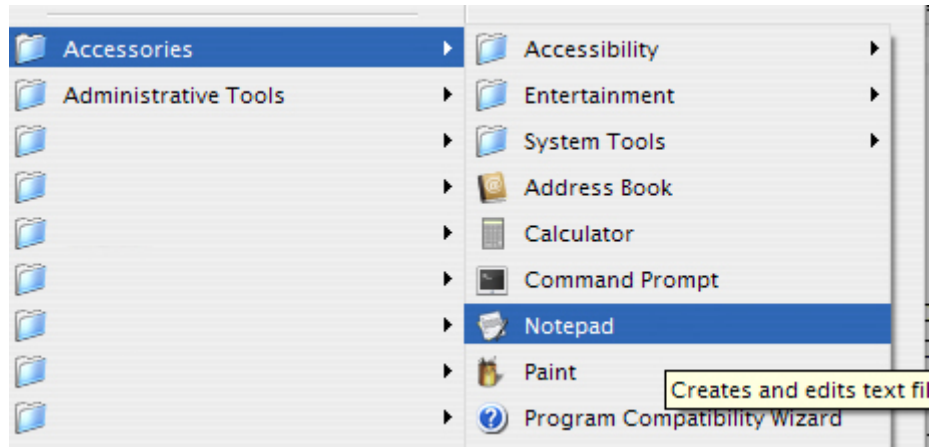 Accessories
Administrative Tools
Accessibility
Entertainment
System Tools
Address Book
Calculator
Command Prompt
Notepad
Paint
Creates and edits text fil
Program Compatibility Wizard